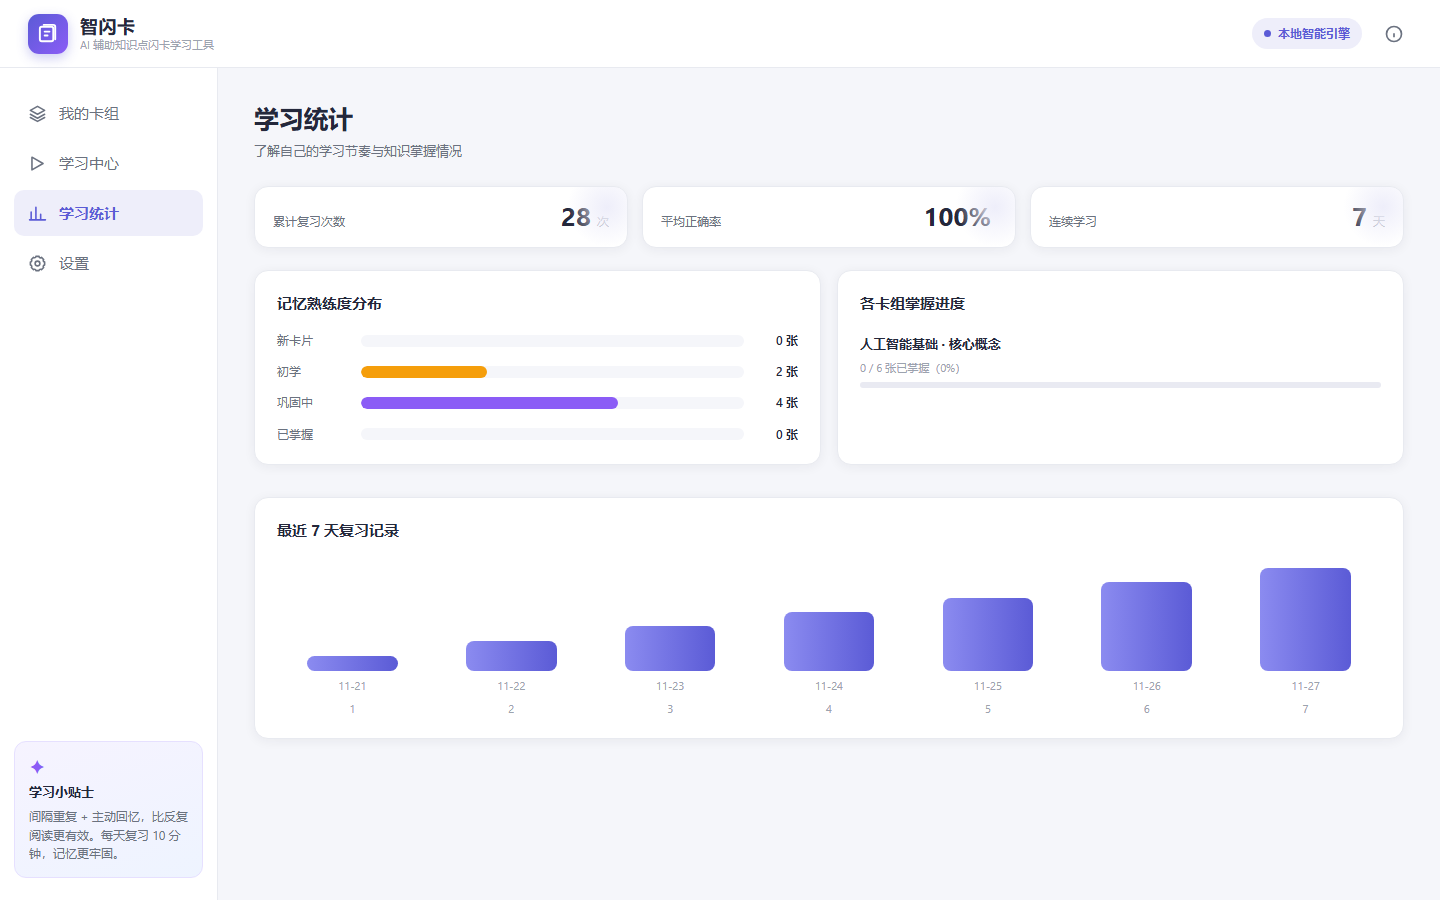 智闪卡
AI 辅助知识点闪卡学习工具
本地智能引擎
我的卡组
学习中心
学习统计
设置
学习小贴士
间隔重复 + 主动回忆，比反复
阅读更有效。每天复习 10 分
钟，记忆更牢固。
学习统计
了解自己的学习节奏与知识掌握情况
累计复习次数 28 次
平均正确率 100%
连续学习 7 天
记忆熟练度分布
新卡片 0 张
初学 2 张
巩固中 4 张
已掌握 0 张
各卡组掌握进度
人工智能基础 · 核心概念
0 / 6 张已掌握（0%）
最近 7 天复习记录
11-21 11-22 11-23 11-24 11-25 11-26 11-27
1 2 3 4 5 6 7